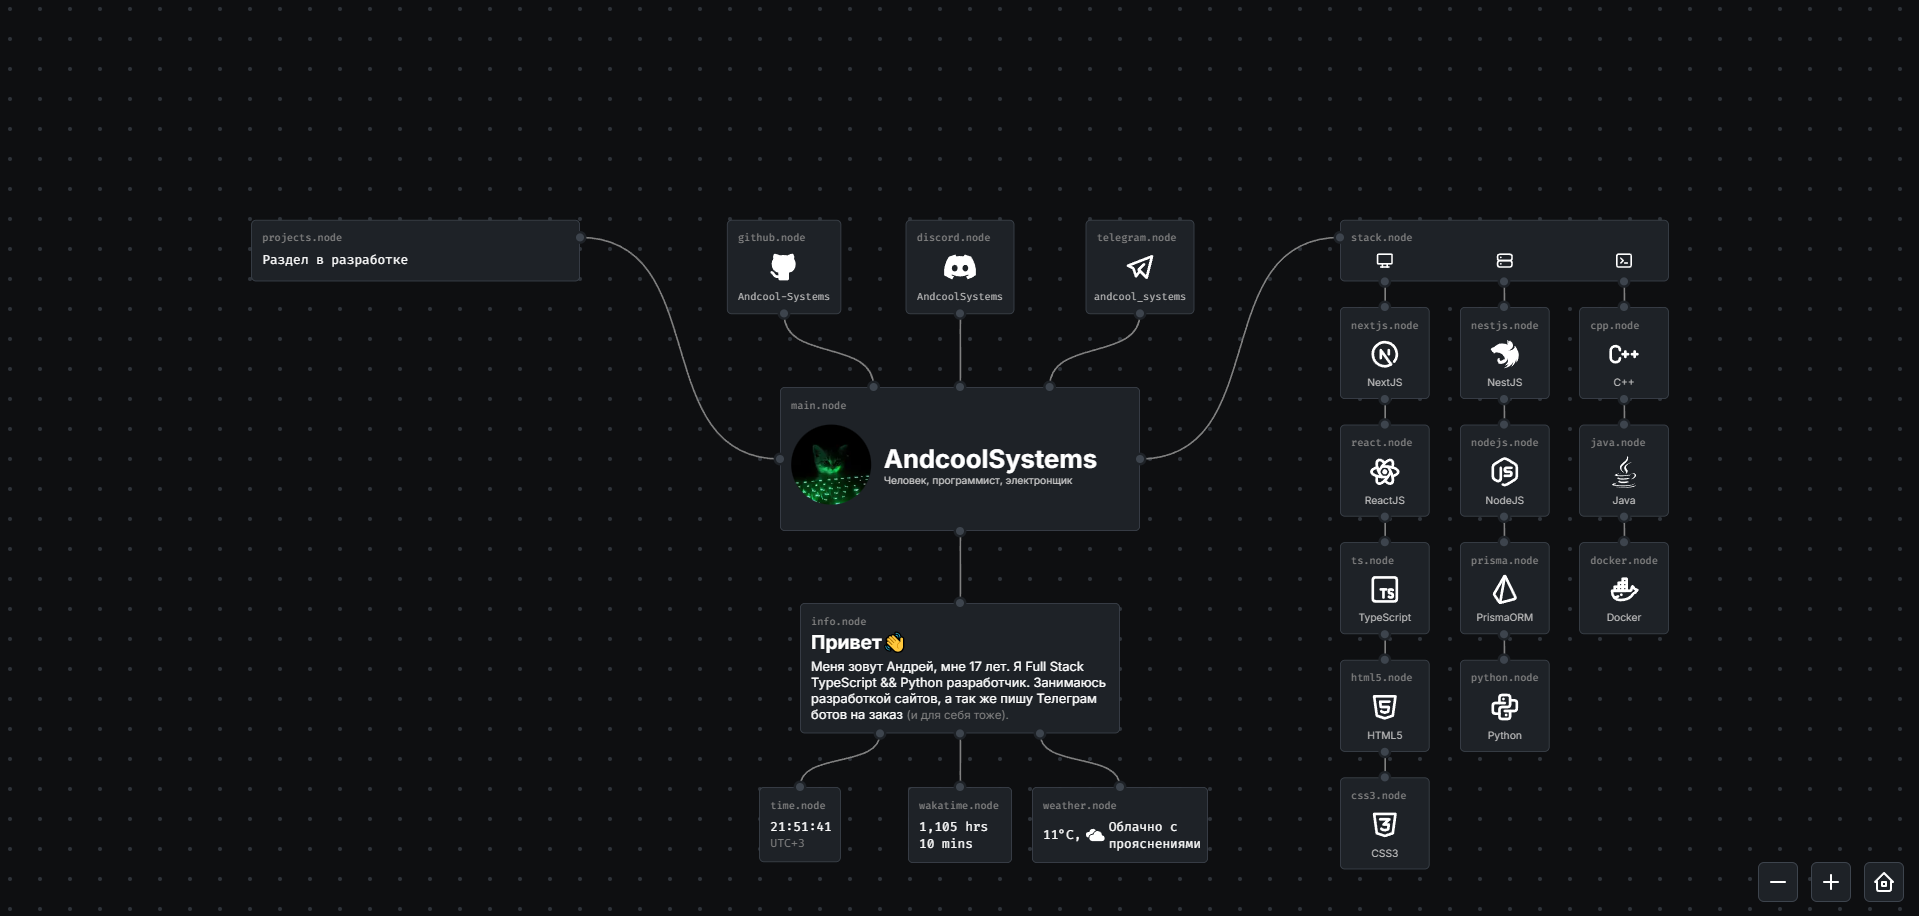 projects.node
Раздел в разработке
github.node
Andcool-Systems
discord.node
AndcoolSystems
telegram.node
andcool_systems
main.node
AndcoolSystems
Человек, программист, электронщик
info.node
Привет👋
Меня зовут Андрей, мне 17 лет. Я Full Stack
TypeScript && Python разработчик. Занимаюсь
разработкой сайтов, а так же пишу Телеграм
ботов на заказ (и для себя тоже).
time.node
21:51:41
UTC+3
wakatime.node
1,105 hrs
10 mins
weather.node
11°C,
Облачно с
прояснениями
stack.node
nextjs.node
NextJS
react.node
ReactJS
ts.node
TS
TypeScript
html5.node
5
HTML5
css3.node
3
CSS3
nestjs.node
NestJS
nodejs.node
JS
NodeJS
prisma.node
PrismaORM
python.node
Python
cpp.node
C++
C++
java.node
Java
docker.node
Docker